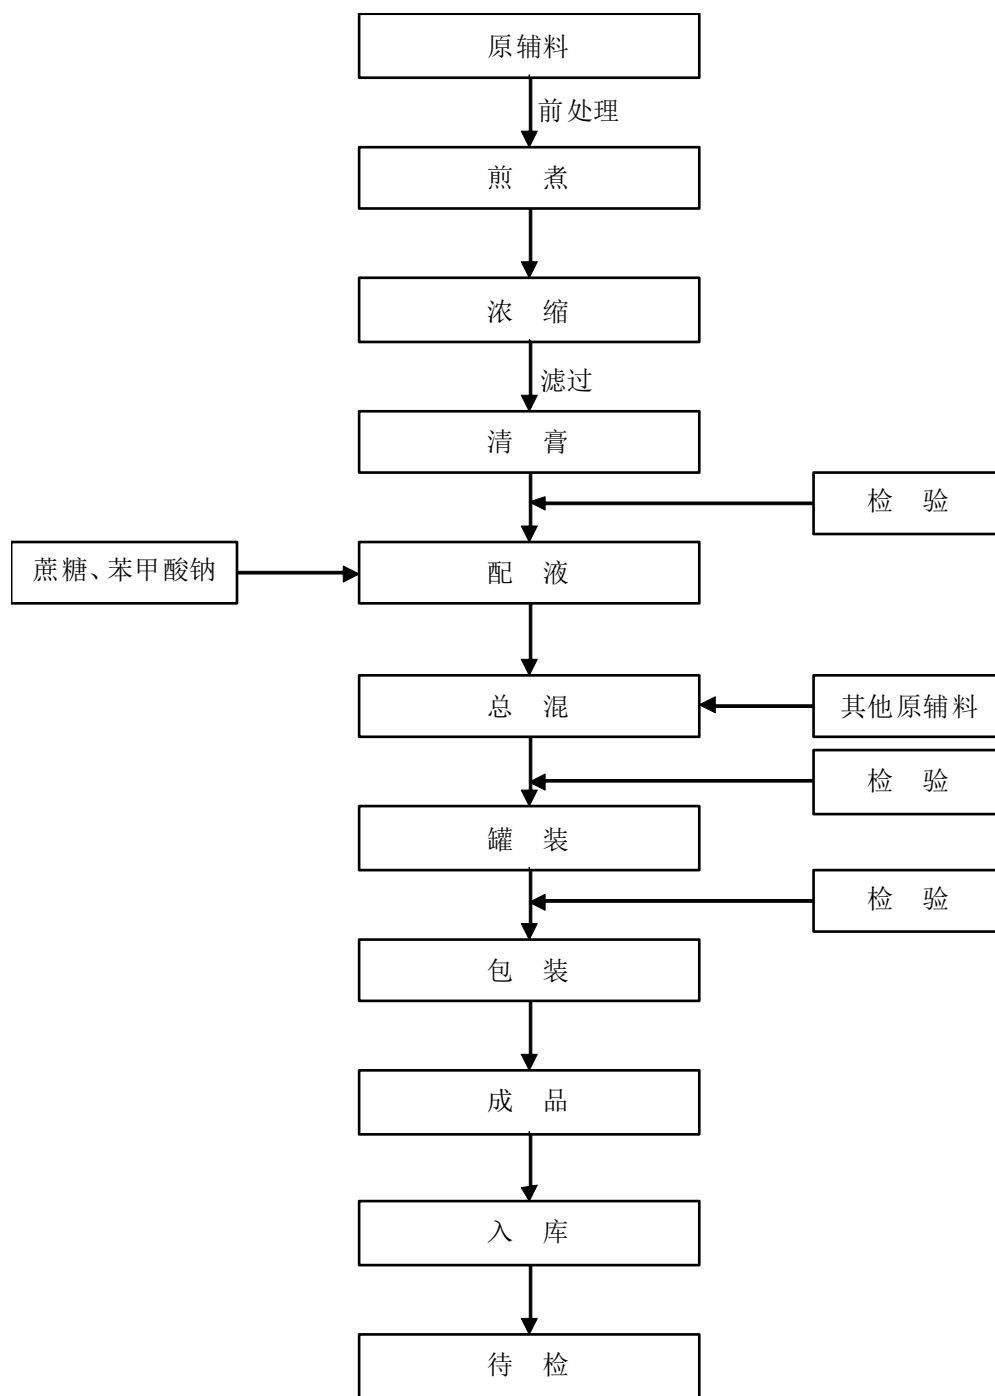 原辅料
前处理
煎 煮
浓 缩
滤过
清 膏
检 验
蔗糖、苯甲酸钠
配 液
总 混
其他原辅料
检 验
罐 装
检 验
包 装
成 品
入 库
待 检